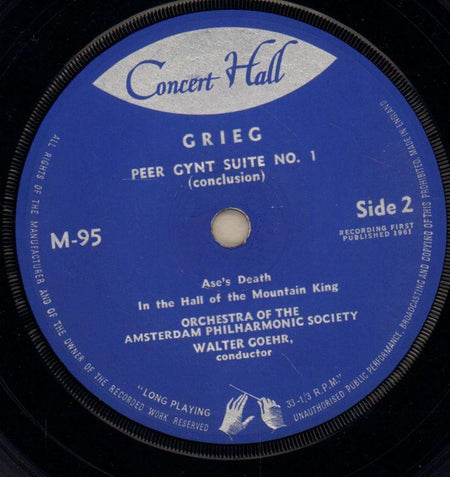 Concert Hall
GRIEG
PEER GYNT SUITE NO. 1
(conclusion)
M-95
Side 2
RECORDING FIRST
PUBLISHED 1961
Ase's Death
In the Hall of the Mountain King
ORCHESTRA OF THE
AMSTERDAM PHILHARMONIC SOCIETY
WALTER GOEHR,
conductor
"LONG PLAYING
33-1/3 R.P.M."
ALL RIGHTS OF THE MANUFACTURER AND OF THE OWNER OF THE RECORDED WORK RESERVED
UNAUTHORISED PUBLIC PERFORMANCE, BROADCASTING AND COPYING OF THIS PROHIBITED. MADE IN ENGLAND